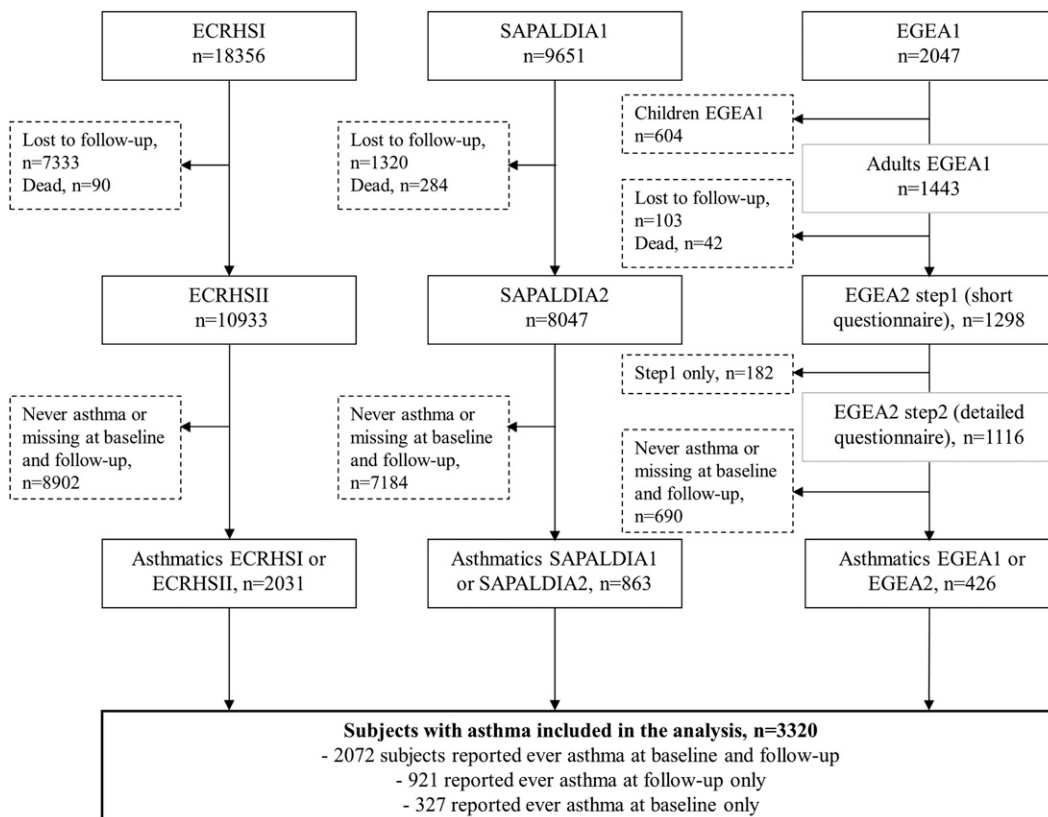 ECRHSI
n=18356
SAPALDIA1
n=9651
EGEA1
n=2047
Children EGEA1
n=604
Lost to follow-up,
n=7333
Dead, n=90
Lost to follow-up,
n=1320
Dead, n=284
Adults EGEA1
n=1443
Lost to follow-up,
n=103
Dead, n=42
ECRHSII
n=10933
SAPALDIA2
n=8047
EGEA2 step1 (short
questionnaire), n=1298
Step1 only, n=182
Never asthma or
missing at baseline
and follow-up,
n=8902
Never asthma or
missing at baseline
and follow-up,
n=7184
EGEA2 step2 (detailed
questionnaire), n=1116
Never asthma or
missing at baseline
and follow-up,
n=690
Asthmatics ECRHSI or
ECRHSII, n=2031
Asthmatics SAPALDIA1
or SAPALDIA2, n=863
Asthmatics EGEA1 or
EGEA2, n=426
Subjects with asthma included in the analysis, n=3320
- 2072 subjects reported ever asthma at baseline and follow-up
- 921 reported ever asthma at follow-up only
- 327 reported ever asthma at baseline only